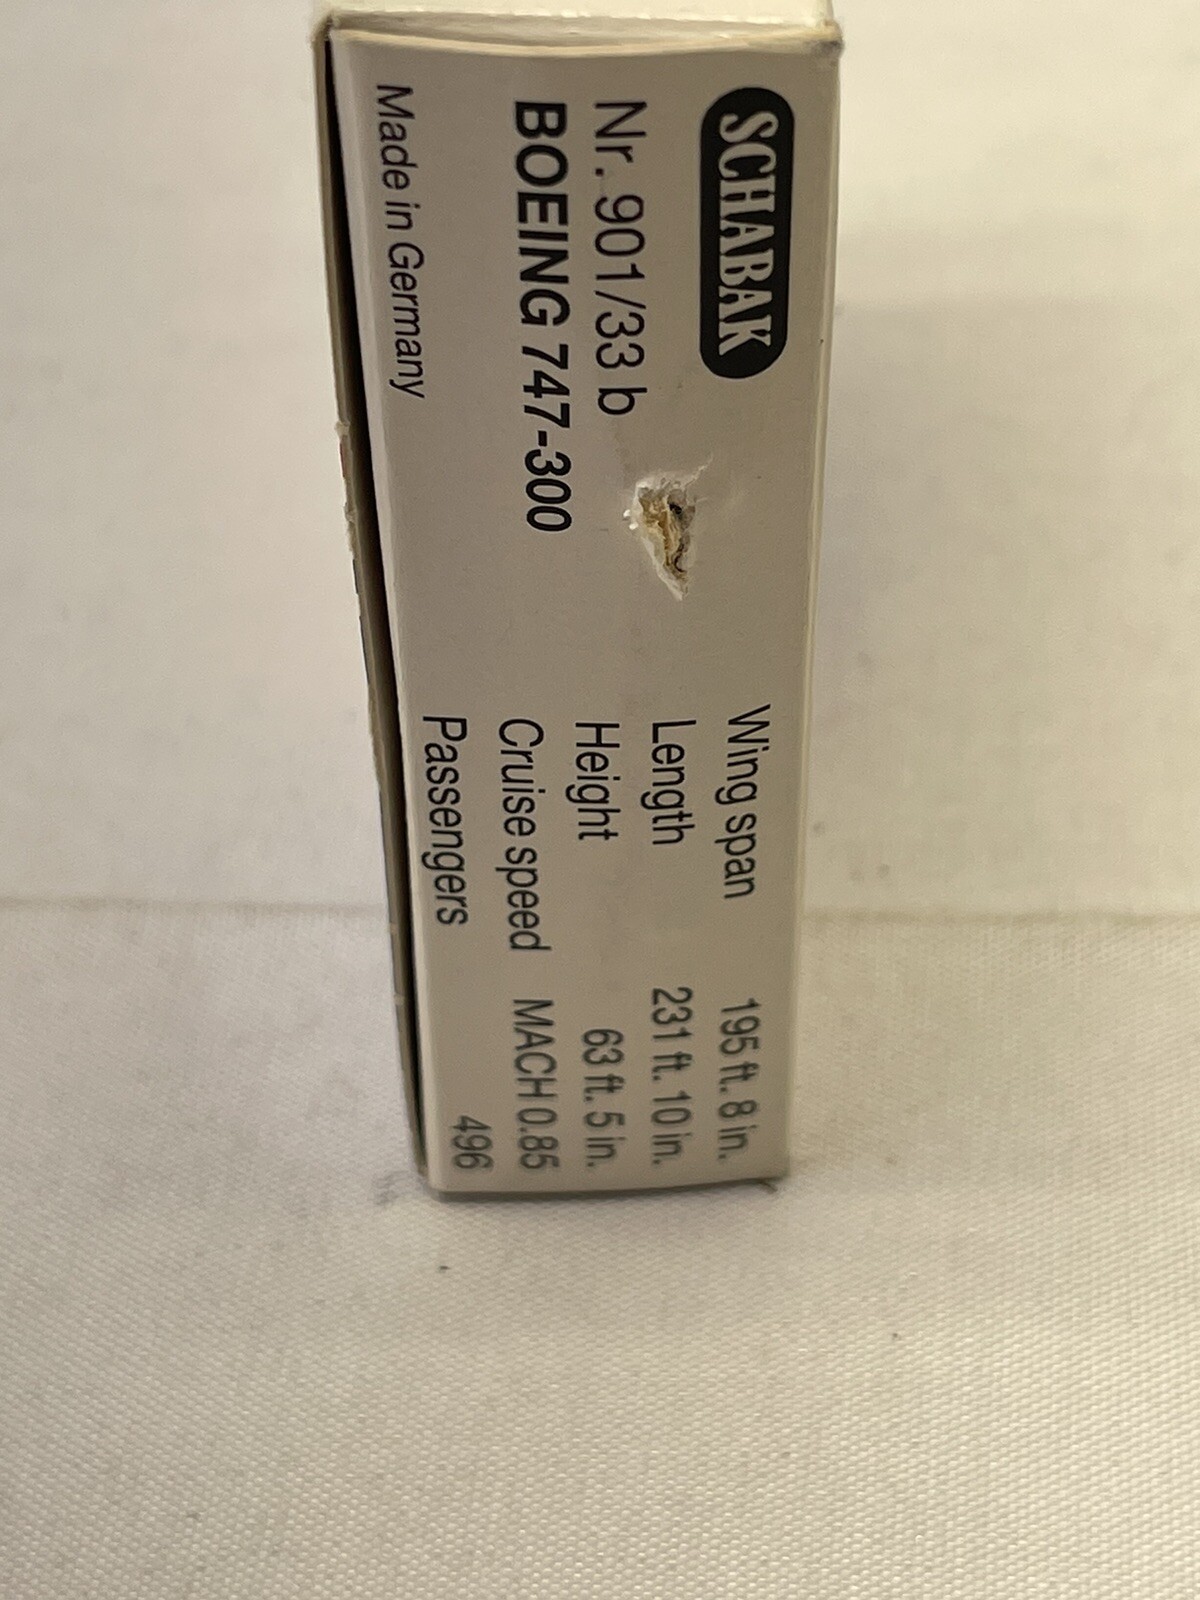 SCHABAK
Nr. 901/33 b
BOEING 747-300
Made in Germany
Wing span 195 ft. 8 in.
Length 231 ft. 10 in.
Height 63 ft. 5 in.
Cruise speed MACH 0.85
Passengers 496